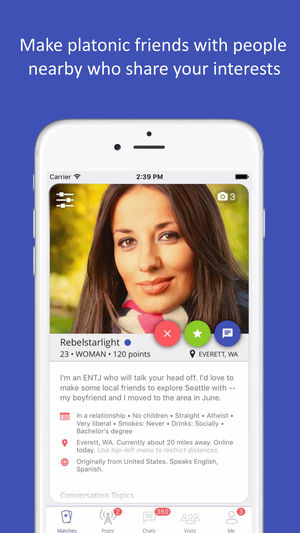 Make platonic friends with people
nearby who share your interests
Carrier 2:39 PM
3
Rebelstarlight
23 • WOMAN • 120 points EVERETT, WA
I'm an ENTJ who will talk your head off. I'd love to
make some local friends to explore Seattle with --
my boyfriend and I moved to the area in June.
In a relationship • No children • Straight • Atheist •
Very liberal • Smokes: Never • Drinks: Socially •
Bachelor's degree
Everett, WA. Currently about 20 miles away. Online
today. Use top-left menu to restrict distances.
Originally from United States. Speaks English,
Spanish.
Conversation Topics
2 350 3
Matches Posts Chats Visits Me